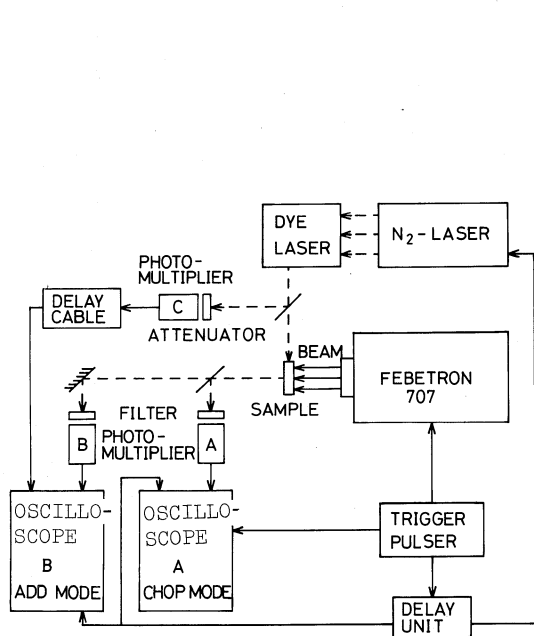 DYE
LASER
N2-LASER
PHOTO-
MULTIPLIER
DELAY
CABLE
C
ATTENUATOR
BEAM
FEBETRON
707
SAMPLE
FILTER
PHOTO-
MULTIPLIER
B
A
OSCILLO-
SCOPE
B
ADD MODE
OSCILLO-
SCOPE
A
CHOP MODE
TRIGGER
PULSER
DELAY
UNIT